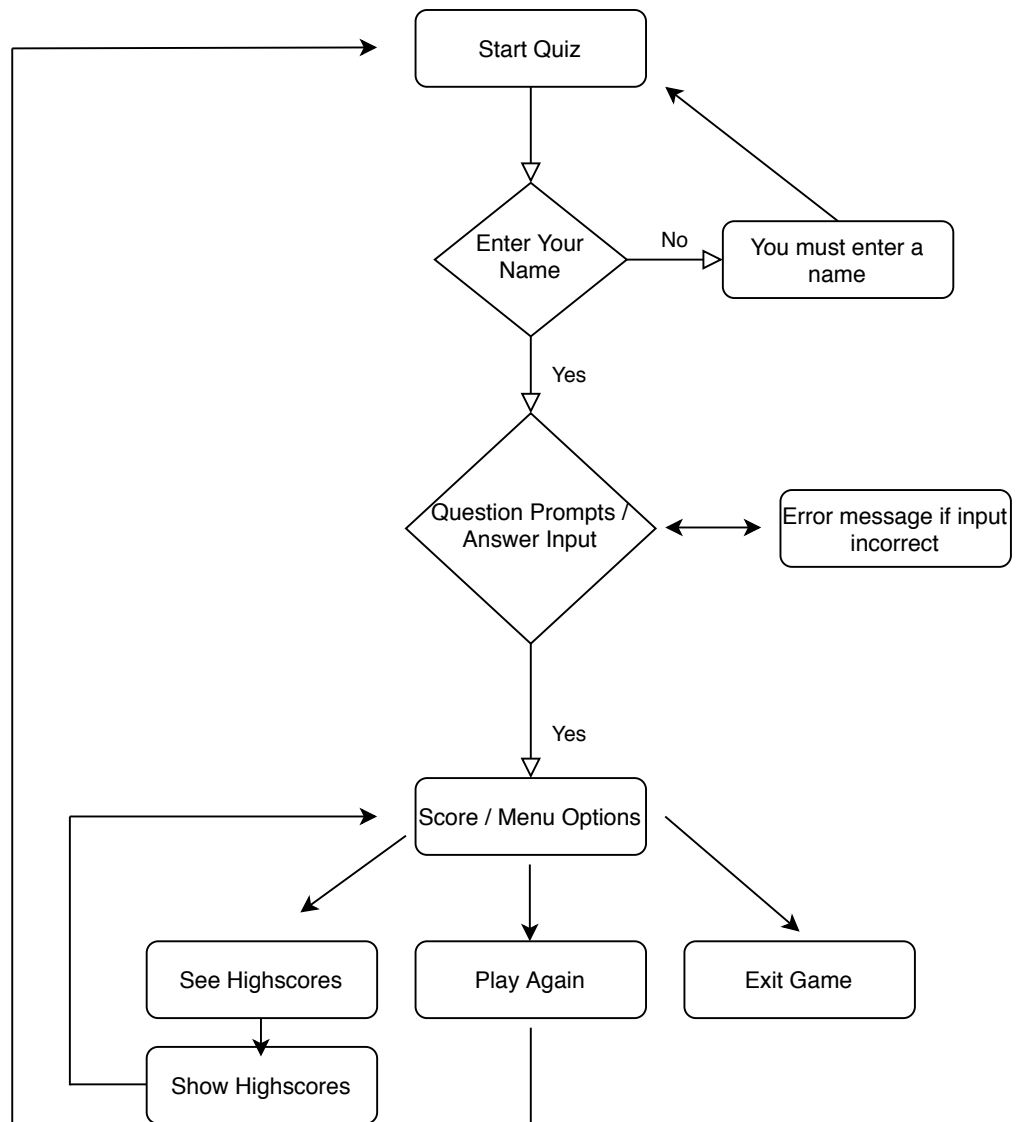 Start Quiz
Enter Your
Name
No
You must enter a
name
Yes
Question Prompts /
Answer Input
Error message if input
incorrect
Yes
Score / Menu Options
See Highscores
Play Again
Exit Game
Show Highscores